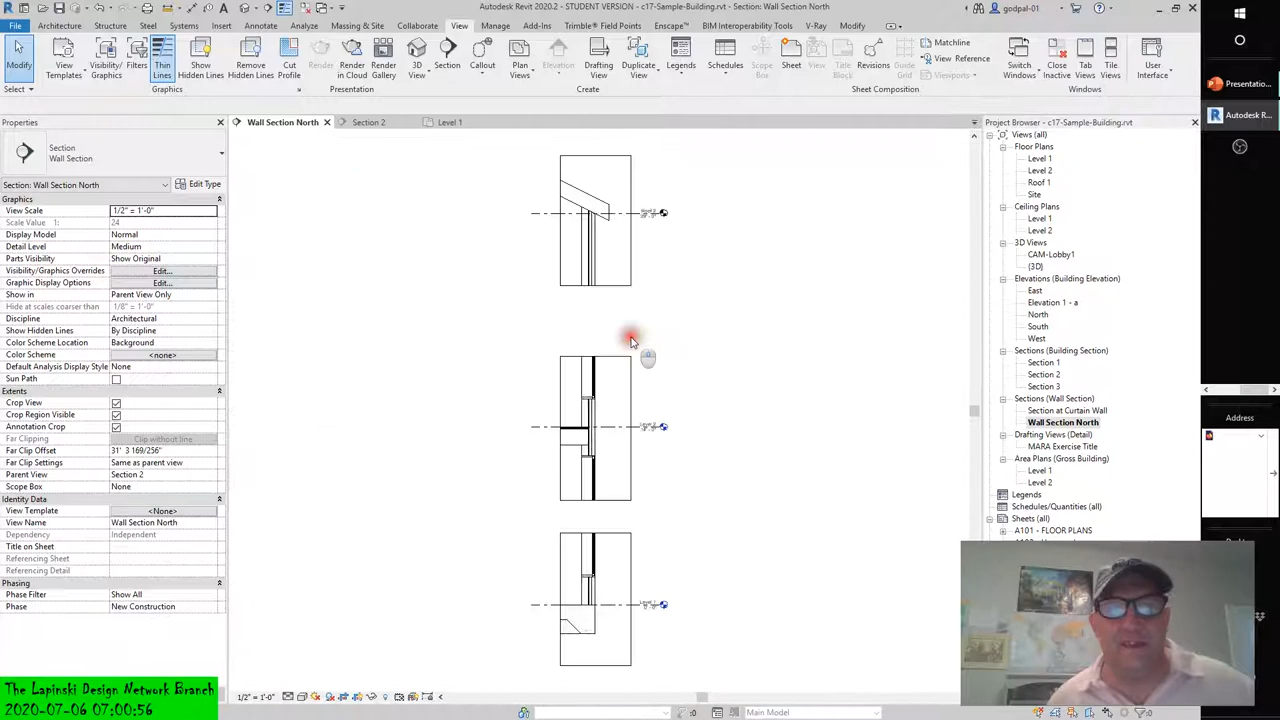 Autodesk Revit 2020.2 - STUDENT VERSION - c17-Sample-Building.rvt - Section: Wall Section North
godpal-01
File Architecture Structure Steel Systems Insert Annotate Analyze Massing & Site Collaborate View Manage Add-Ins Trimble® Field Points Enscape™ BIM Interoperability Tools V-Ray Modify
Modify
View Templates
Visibility/ Graphics
Filters
Thin Lines
Show Hidden Lines
Remove Hidden Lines
Cut Profile
Render
Render in Cloud
Render Gallery
3D View
Section
Callout
Plan Views
Elevation
Drafting View
Duplicate View
Legends
Schedules
Scope Box
Sheet
View
Title Block
Revisions
Guide Grid
Matchline
View Reference
Viewports
Switch Windows
Close Inactive
Tab Views
Tile Views
User Interface
Select
Graphics
Presentation
Create
Sheet Composition
Windows
Properties
Wall Section North
Section 2
Level 1
Project Browser - c17-Sample-Building.rvt
Section
Wall Section
Section: Wall Section North
Edit Type
Graphics
View Scale 1/2" = 1'-0"
Scale Value 1: 24
Display Model Normal
Detail Level Medium
Parts Visibility Show Original
Visibility/Graphics Overrides Edit...
Graphic Display Options Edit...
Show in Parent View Only
Hide at scales coarser than 1/8" = 1'-0"
Discipline Architectural
Show Hidden Lines By Discipline
Color Scheme Location Background
Color Scheme <none>
Default Analysis Display Style None
Sun Path
Extents
Crop View
Crop Region Visible
Annotation Crop
Far Clipping Clip without line
Far Clip Offset 31' 3 169/256"
Far Clip Settings Same as parent view
Parent View Section 2
Scope Box None
Identity Data
View Template <None>
View Name Wall Section North
Dependency Independent
Title on Sheet
Referencing Sheet
Referencing Detail
Phasing
Phase Filter Show All
Phase New Construction
Views (all)
Floor Plans
Level 1
Level 2
Roof 1
Site
Ceiling Plans
Level 1
Level 2
3D Views
CAM-Lobby1
{3D}
Elevations (Building Elevation)
East
Elevation 1 - a
North
South
West
Sections (Building Section)
Section 1
Section 2
Section 3
Sections (Wall Section)
Section at Curtain Wall
Wall Section North
Drafting Views (Detail)
MARA Exercise Title
Area Plans (Gross Building)
Level 1
Level 2
Legends
Schedules/Quantities (all)
Sheets (all)
A101 - FLOOR PLANS
Presentatio...
Autodesk R...
Address
The Lapinski Design Network Branch
2020-07-06 07:00:56
1/2" = 1'-0"
:0
Main Model
:0